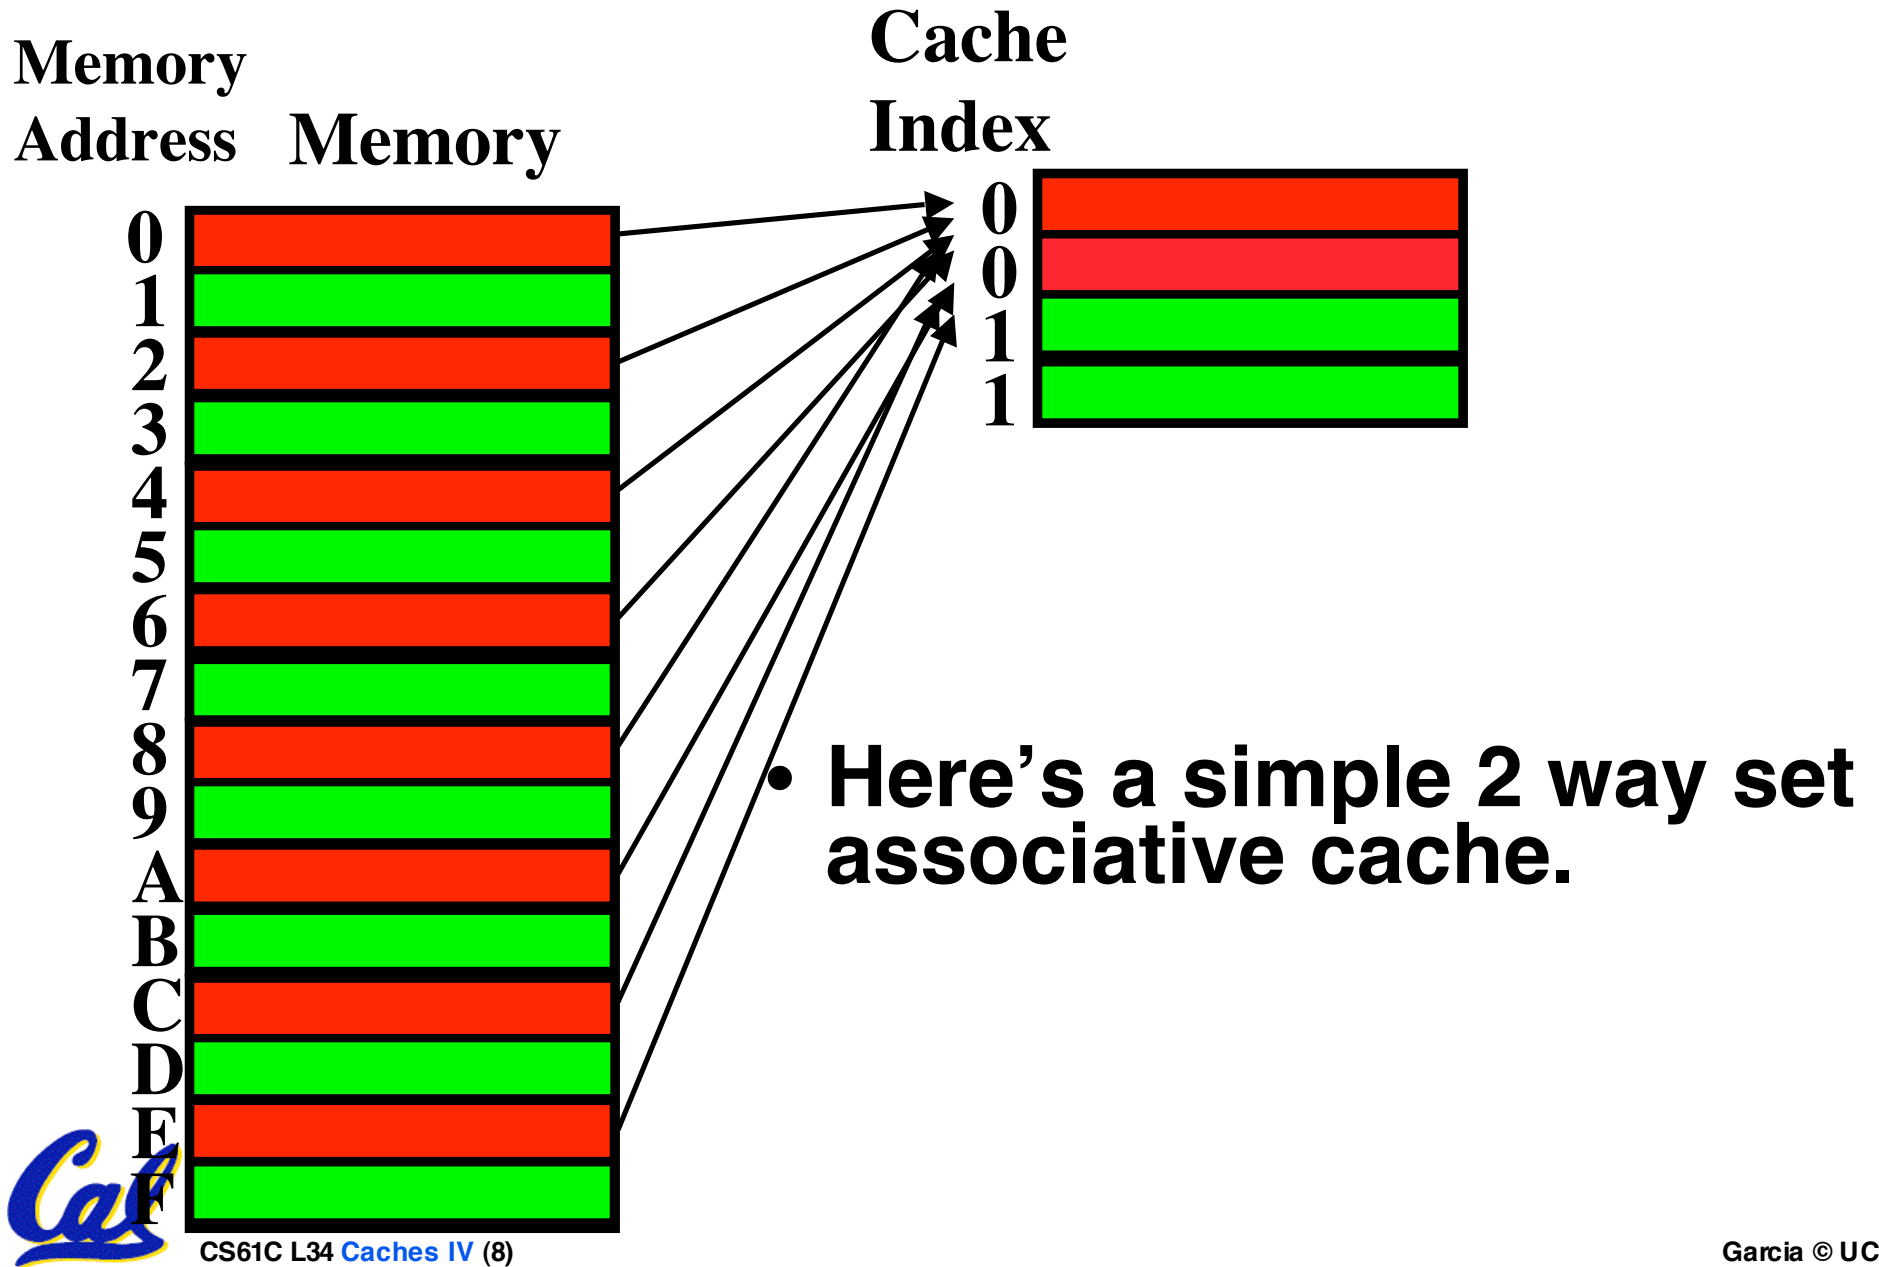 Memory
Address
Memory
Cache
Index
0
1
2
3
4
5
6
7
8
9
A
B
C
D
E
F
0
0
1
1
• Here’s a simple 2 way set
associative cache.
Cal
CS61C L34 Caches IV (8)
Garcia © UC